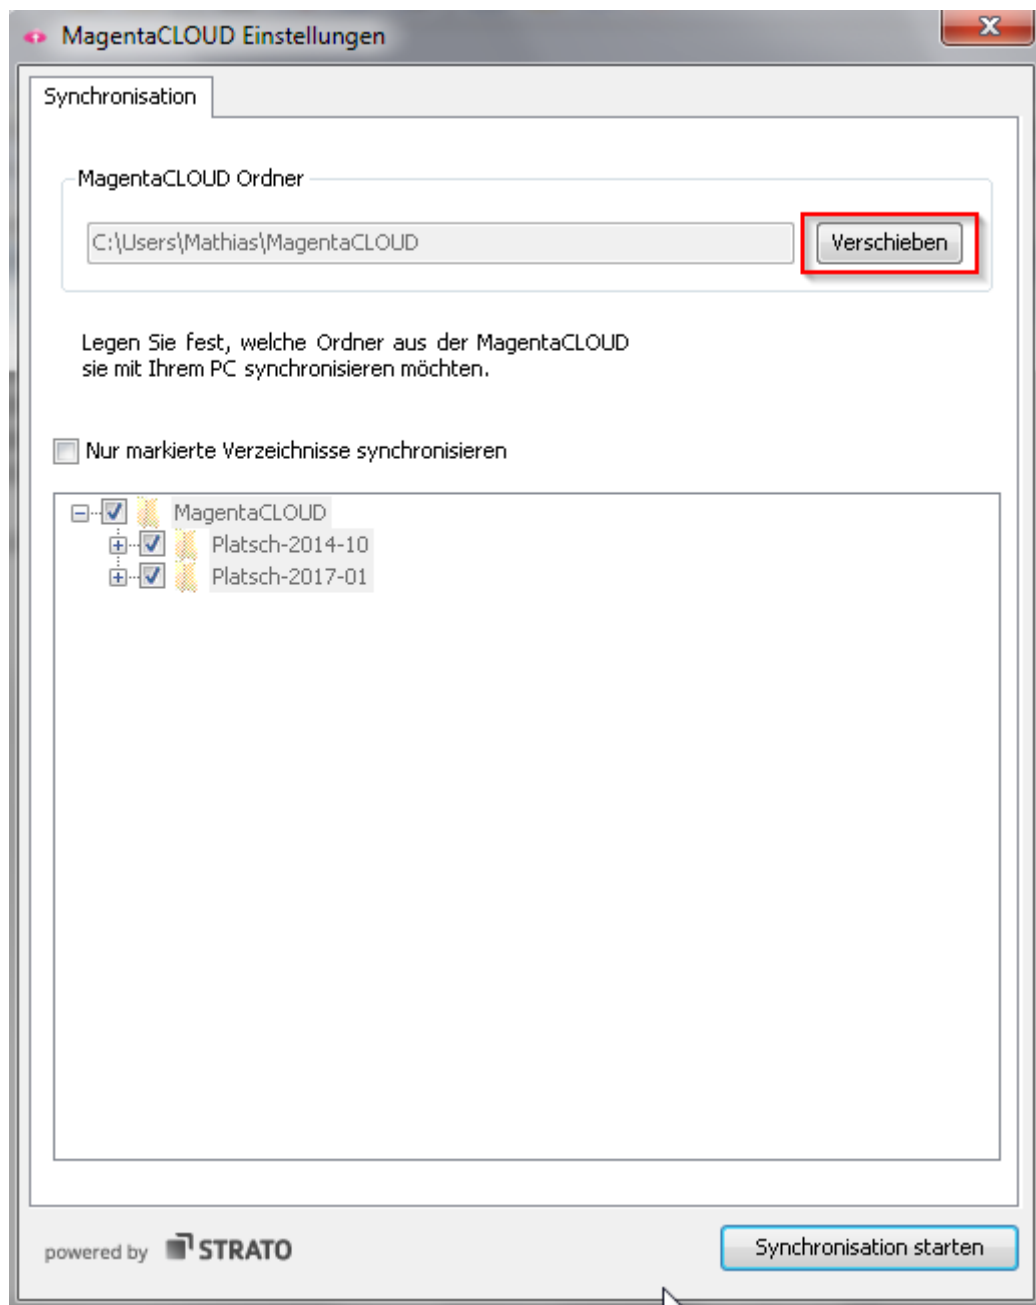 MagentaCLOUD Einstellungen
Synchronisation
MagentaCLOUD Ordner
C:\Users\Mathias\MagentaCLOUD
Verschieben
Legen Sie fest, welche Ordner aus der MagentaCLOUD
sie mit Ihrem PC synchronisieren möchten.
Nur markierte Verzeichnisse synchronisieren
MagentaCLOUD
Platsch-2014-10
Platsch-2017-01
powered by STRATO
Synchronisation starten